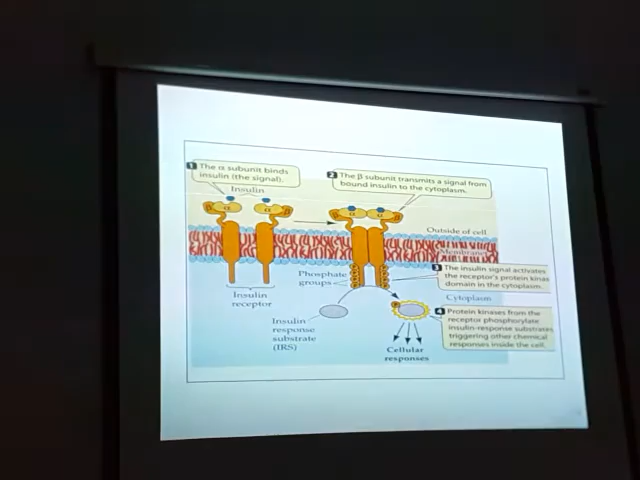 1 The α subunit binds
insulin (the signal).
2 The β subunit transmits a signal from
bound insulin to the cytoplasm.
Insulin
β α
α β
β α α β
Outside of cell
Membrane
3 The insulin signal activates
the receptor's protein kinas
domain in the cytoplasm.
Phosphate
groups
Insulin
receptor
Cytoplasm
Insulin
response
substrate
(IRS)
P
4 Protein kinases from the
receptor phosphorylate
insulin-response substrates
triggering other chemical
responses inside the cell.
Cellular
responses